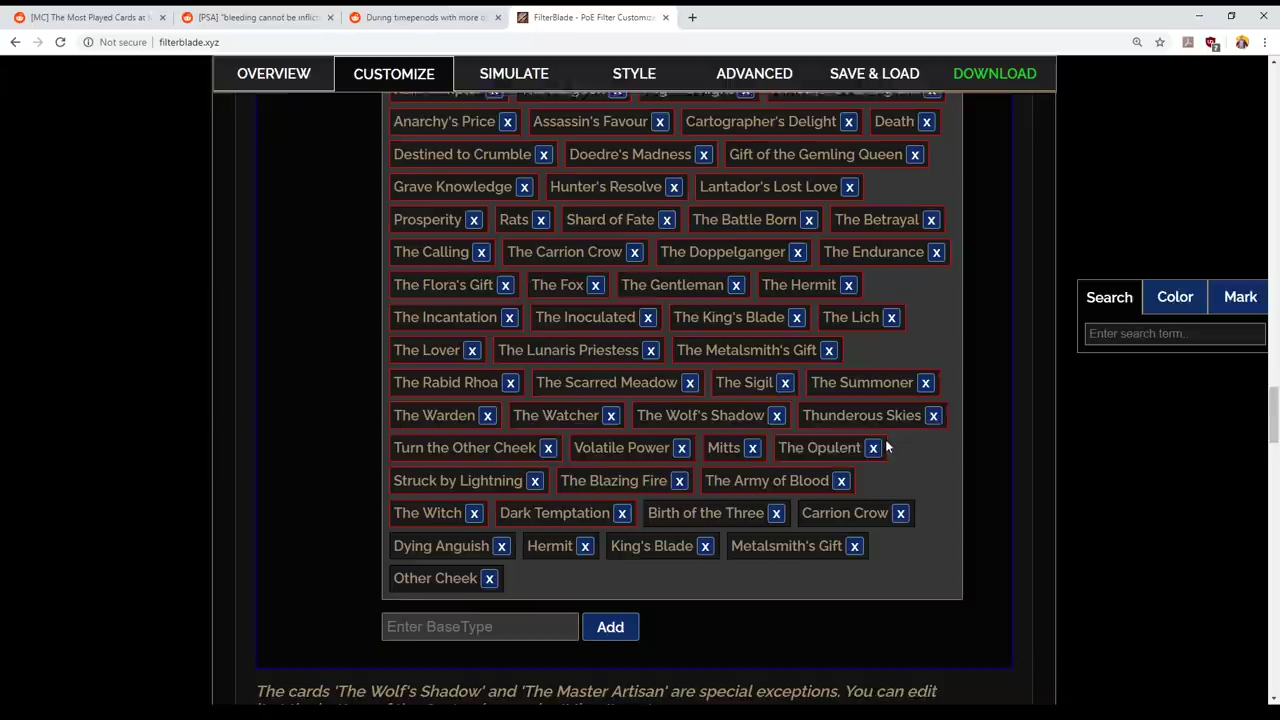 [MC] The Most Played Cards at M
[PSA] "bleeding cannot be inflict
During timeperiods with more o
FilterBlade - PoE Filter Customize
Not secure filterblade.xyz
OVERVIEW CUSTOMIZE SIMULATE STYLE ADVANCED SAVE & LOAD DOWNLOAD
Anarchy's Price x Assassin's Favour x Cartographer's Delight x Death x
Destined to Crumble x Doedre's Madness x Gift of the Gemling Queen x
Grave Knowledge x Hunter's Resolve x Lantador's Lost Love x
Prosperity x Rats x Shard of Fate x The Battle Born x The Betrayal x
The Calling x The Carrion Crow x The Doppelganger x The Endurance x
The Flora's Gift x The Fox x The Gentleman x The Hermit x
The Incantation x The Inoculated x The King's Blade x The Lich x
The Lover x The Lunaris Priestess x The Metalsmith's Gift x
The Rabid Rhoa x The Scarred Meadow x The Sigil x The Summoner x
The Warden x The Watcher x The Wolf's Shadow x Thunderous Skies x
Turn the Other Cheek x Volatile Power x Mitts x The Opulent x
Struck by Lightning x The Blazing Fire x The Army of Blood x
The Witch x Dark Temptation x Birth of the Three x Carrion Crow x
Dying Anguish x Hermit x King's Blade x Metalsmith's Gift x
Other Cheek x
Enter BaseType Add
The cards 'The Wolf's Shadow' and 'The Master Artisan' are special exceptions. You can edit
Search Color Mark
Enter search term..